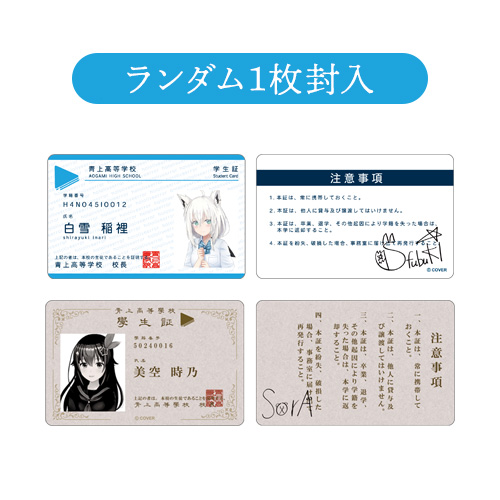 ランダム1枚封入
青上高等学校
AOGAMI HIGH SCHOOL
学生証
Student Card
学籍番号
H4N045I0012
氏名
白雪 稲裡
shirayuki inari
上記の者は、本校の生徒であることを証明
青上高等学校 校長
注意事項
1. 本証は、常に携帯しておくこと。
2. 本証は、他人に貸与及び譲渡してはいけません。
3. 本証は、卒業、退学、その他起因により学籍を失った場合は、
本学に返却すること。
4. 本証を紛失、破損した場合、事務室に届けて再発行すること。
FubuKi
© COVER
青上高等学校
學生証
學籍番号
50240016
氏名
美空 時乃
上記の者は、本校の生徒であることを証明
青上高等学校 校長
©COVER
注意事項
一、本証は、常に携帯して
おくこと。
二、本証は、他人に貸与及
び譲渡してはいけません。
三、本証は、卒業、退学、
その他起因により学籍を
失った場合は、本学に返
却すること。
四、本証を紛失、破損した
場合、事務室に届けて
再発行すること。
SorA